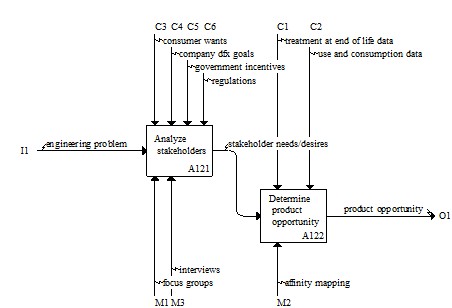 C3 C4 C5 C6 C1 C2
consumer wants treatment at end of life data
company dfx goals use and consumption data
government incentives
regulations
Analyze
stakeholders
A121
I1 engineering problem stakeholder needs/desires
Determine
product
opportunity
A122
product opportunity O1
interviews
focus groups affinity mapping
M1 M3 M2